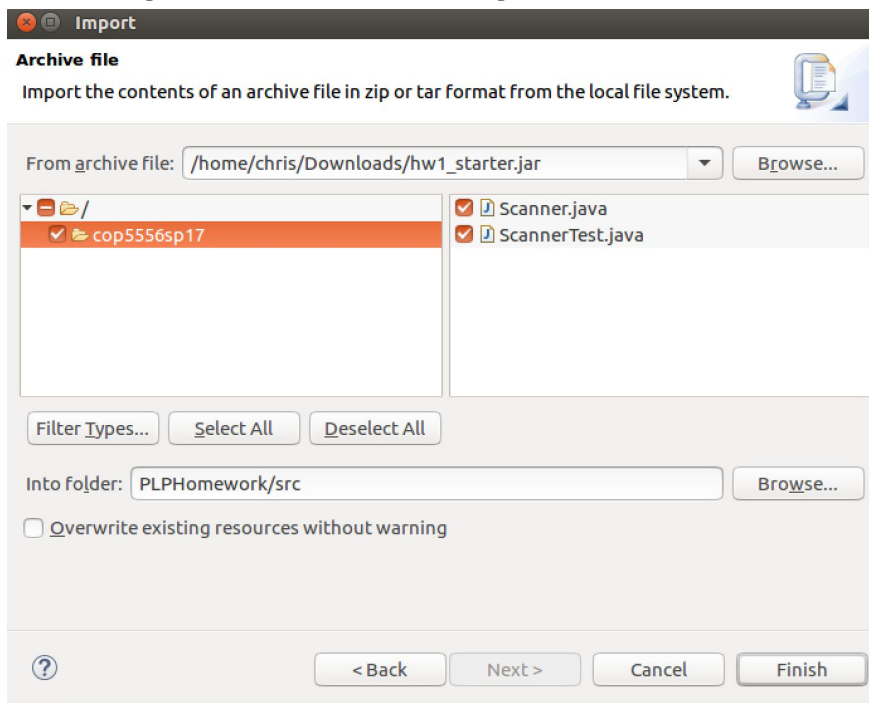 Import
Archive file
Import the contents of an archive file in zip or tar format from the local file system.
From archive file: /home/chris/Downloads/hw1_starter.jar Browse...
/ Scanner.java
cop5556sp17 ScannerTest.java
Filter Types... Select All Deselect All
Into folder: PLPHomework/src Browse...
Overwrite existing resources without warning
? < Back Next > Cancel Finish